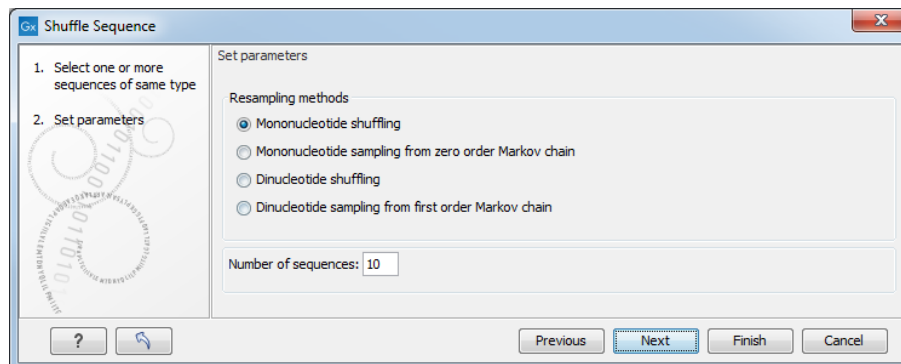 Gx Shuffle Sequence
1. Select one or more
sequences of same type
2. Set parameters
Set parameters
Resampling methods
Mononucleotide shuffling
Mononucleotide sampling from zero order Markov chain
Dinucleotide shuffling
Dinucleotide sampling from first order Markov chain
Number of sequences: 10
?
Previous
Next
Finish
Cancel